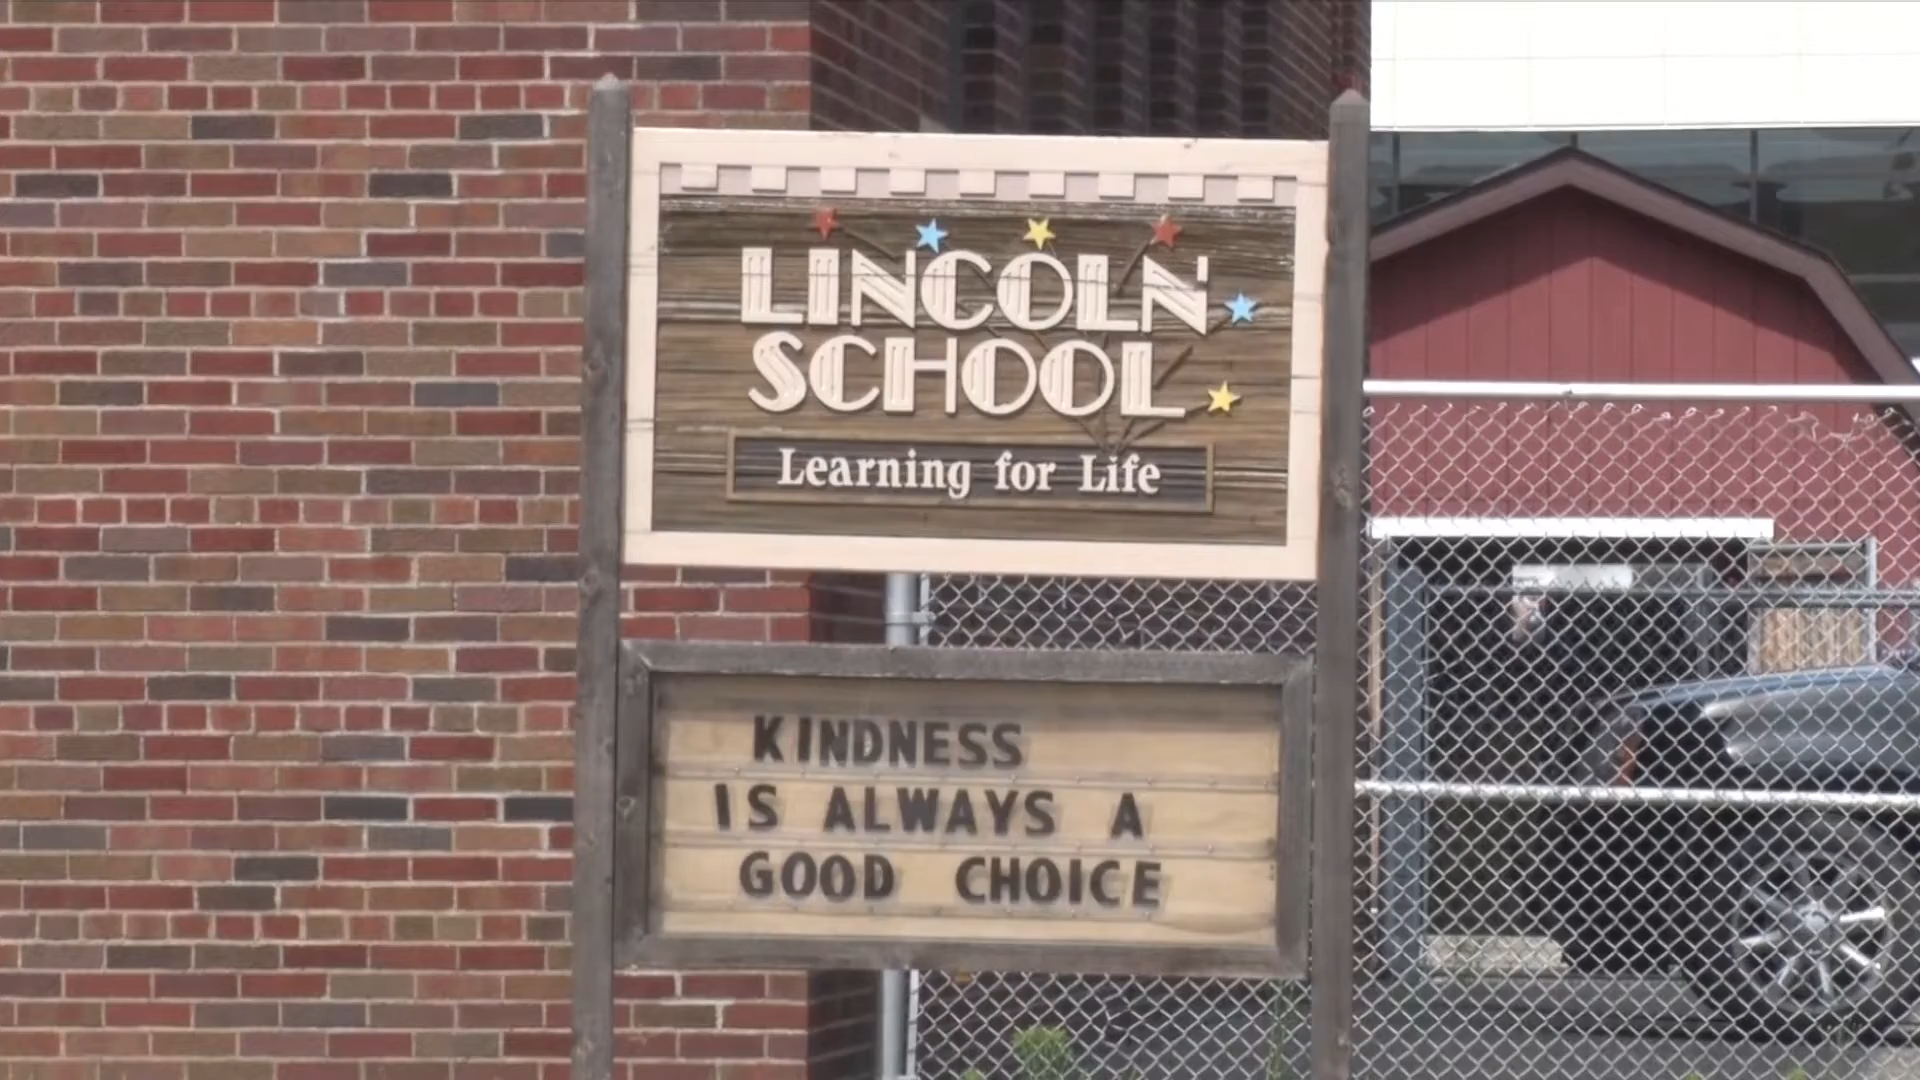 LINCOLN
SCHOOL
Learning for Life
KINDNESS
IS ALWAYS A
GOOD CHOICE